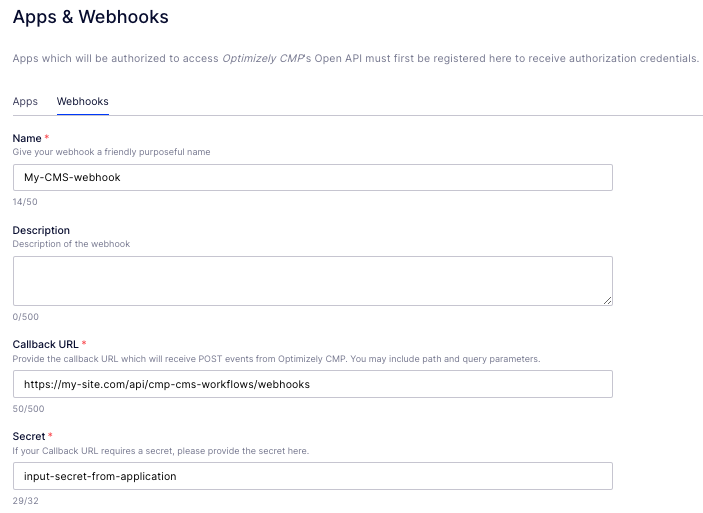 Apps & Webhooks
Apps which will be authorized to access Optimizely CMP's Open API must first be registered here to receive authorization credentials.
Apps Webhooks
Name *
Give your webhook a friendly purposeful name
My-CMS-webhook
14/50
Description
Description of the webhook
0/500
Callback URL *
Provide the callback URL which will receive POST events from Optimizely CMP. You may include path and query parameters.
https://my-site.com/api/cmp-cms-workflows/webhooks
50/500
Secret *
If your Callback URL requires a secret, please provide the secret here.
input-secret-from-application
29/32